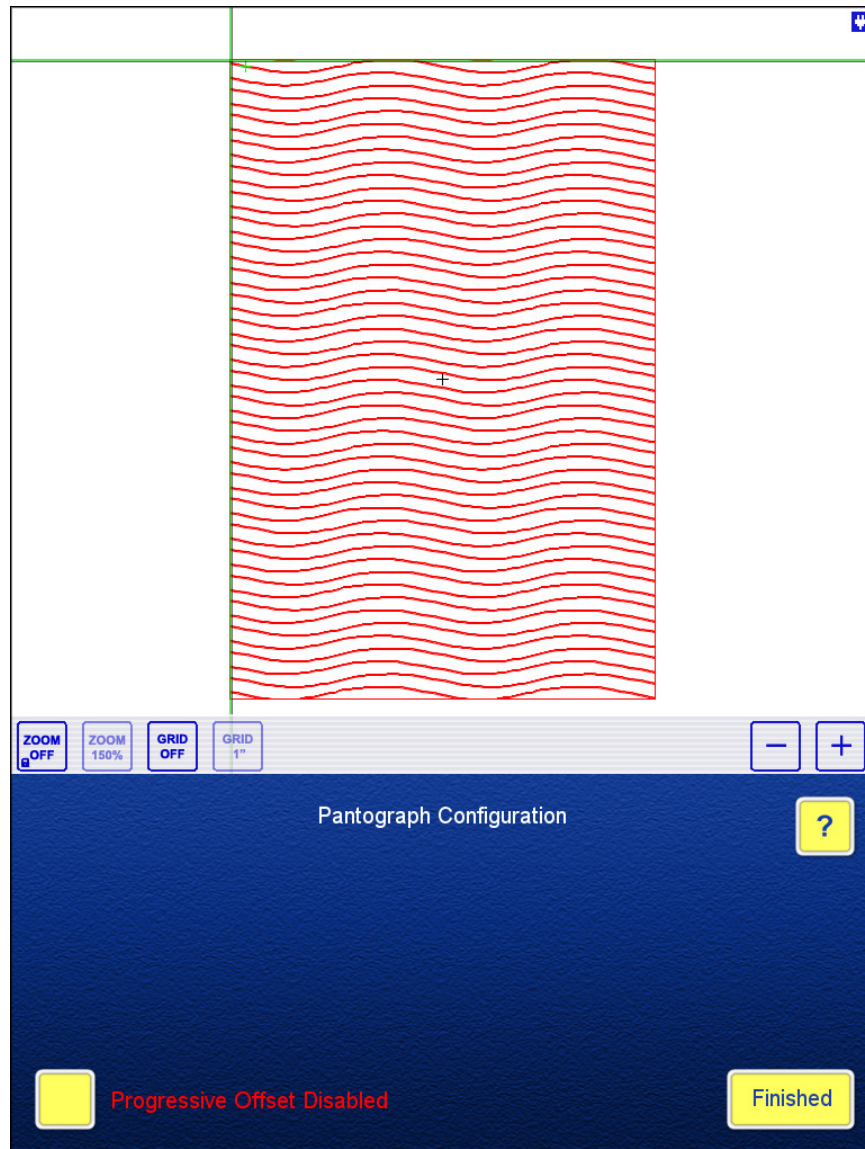 ZOOM
OFF
ZOOM
150%
GRID
OFF
GRID
1"
−
+
Pantograph Configuration
?
Progressive Offset Disabled
Finished